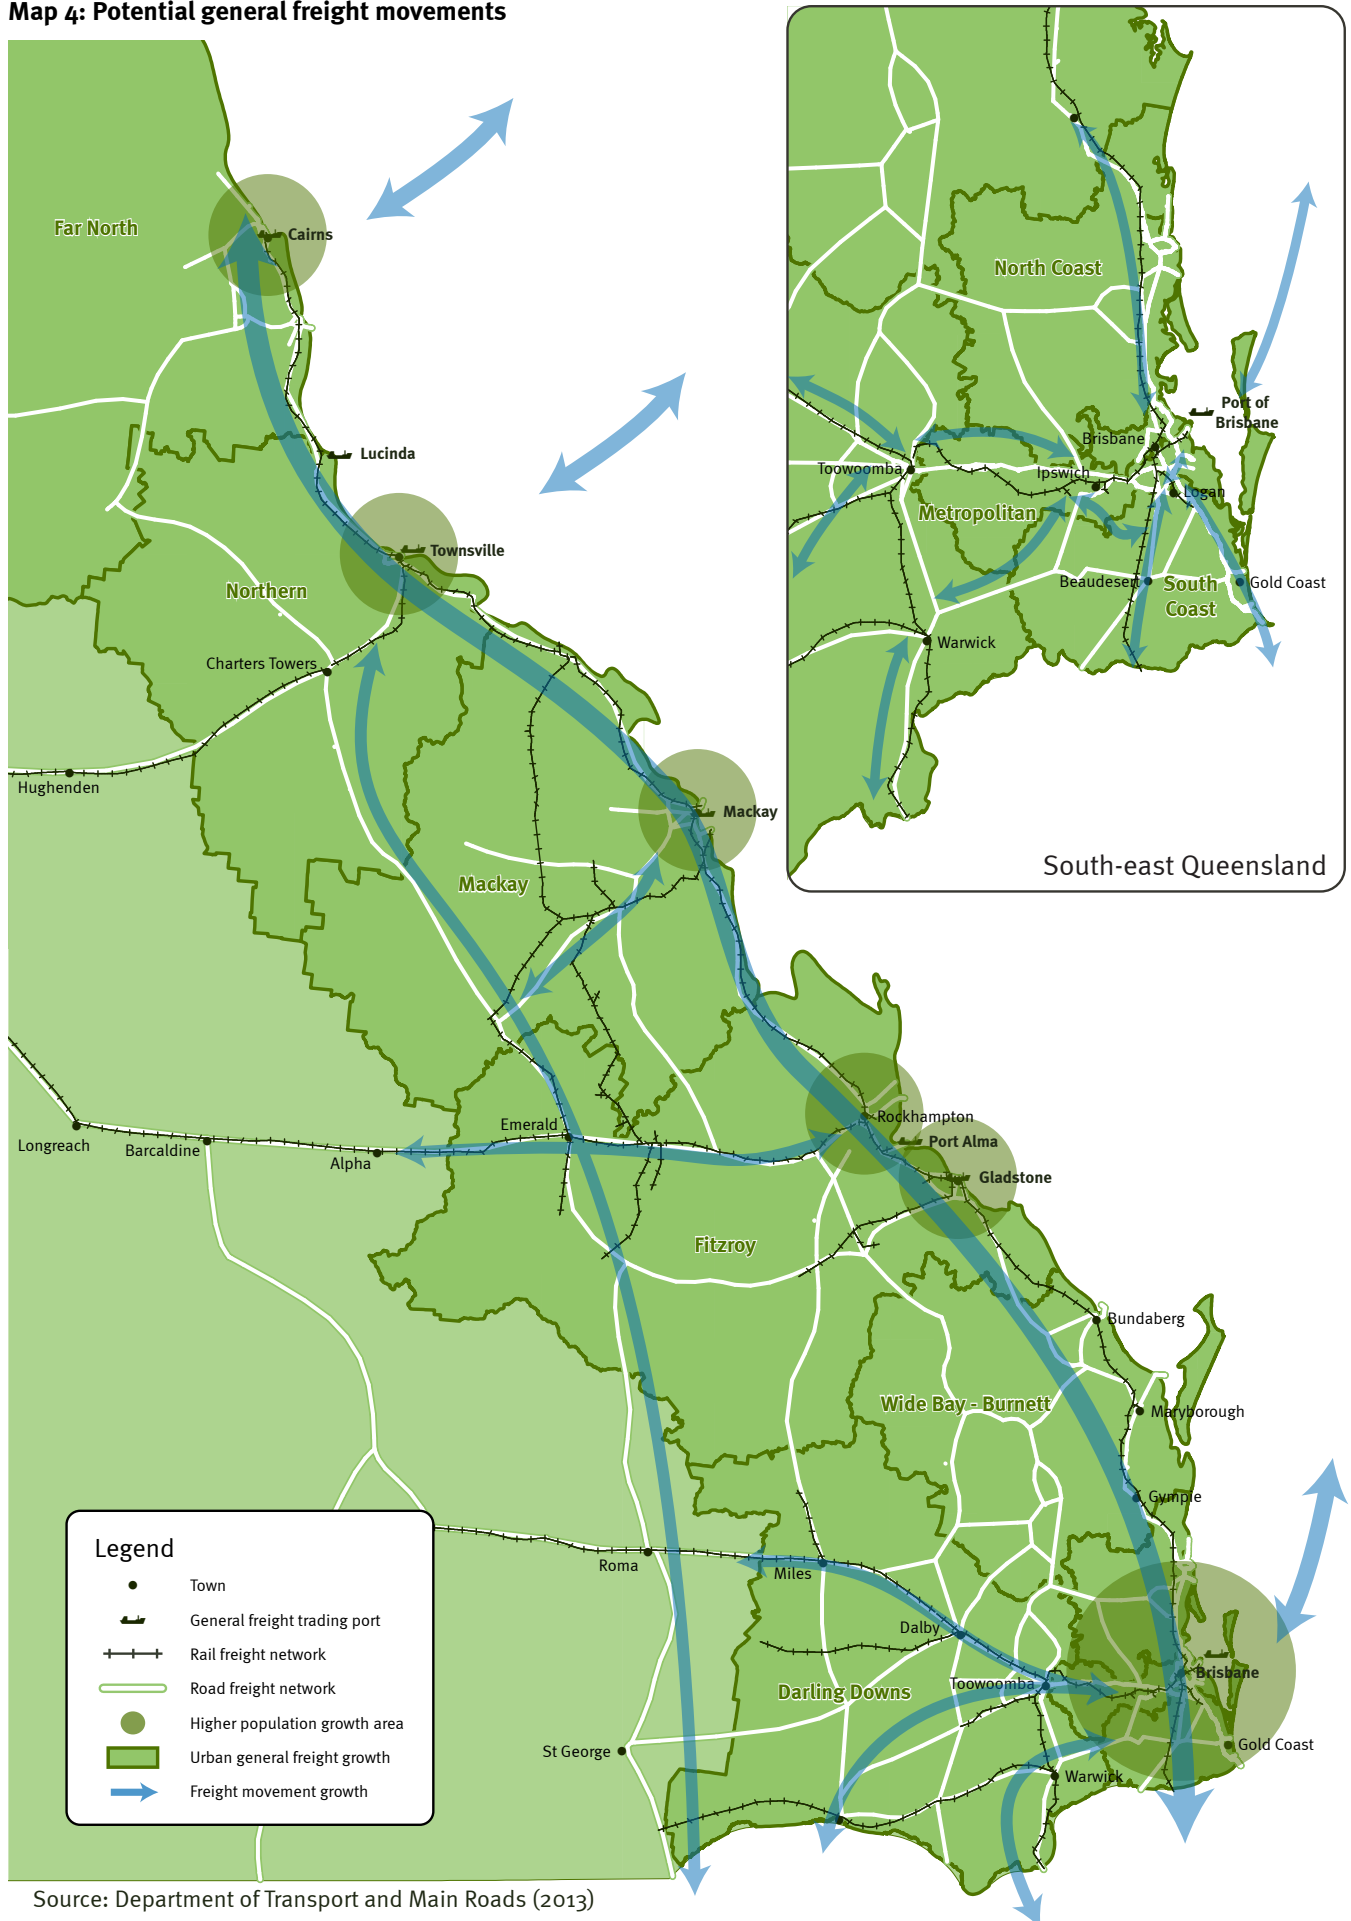 Map 4: Potential general freight movements
Far North
Cairns
Lucinda
Townsville
Northern
Charters Towers
Hughenden
Mackay
Mackay
Longreach
Barcaldine
Alpha
Emerald
Rockhampton
Port Alma
Gladstone
Fitzroy
Bundaberg
Wide Bay - Burnett
Maryborough
Gympie
Roma
Miles
Dalby
Toowoomba
Darling Downs
Brisbane
St George
Gold Coast
Warwick
North Coast
Port of
Brisbane
Brisbane
Toowoomba
Ipswich
Logan
Metropolitan
Beaudesert
South
Coast
Gold Coast
Warwick
South-east Queensland
Legend
Town
General freight trading port
Rail freight network
Road freight network
Higher population growth area
Urban general freight growth
Freight movement growth
Source: Department of Transport and Main Roads (2013)